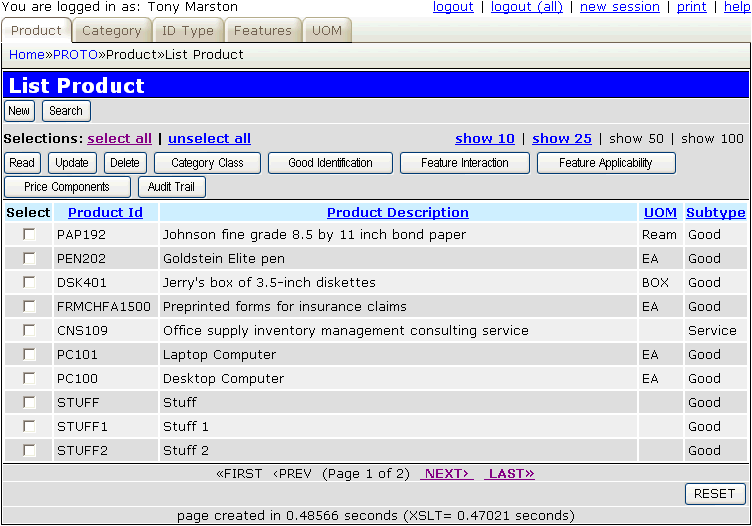 You are logged in as: Tony Marston logout | logout (all) | new session | print | help
Product Category ID Type Features UOM
Home»PROTO»Product»List Product
List Product
New Search
Selections: select all | unselect all show 10 | show 25 | show 50 | show 100
Read Update Delete Category Class Good Identification Feature Interaction Feature Applicability
Price Components Audit Trail
Select Product Id Product Description UOM Subtype
PAP192 Johnson fine grade 8.5 by 11 inch bond paper Ream Good
PEN202 Goldstein Elite pen EA Good
DSK401 Jerry's box of 3.5-inch diskettes BOX Good
FRMCHFA1500 Preprinted forms for insurance claims EA Good
CNS109 Office supply inventory management consulting service Service
PC101 Laptop Computer EA Good
PC100 Desktop Computer EA Good
STUFF Stuff Good
STUFF1 Stuff 1 Good
STUFF2 Stuff 2 Good
«FIRST ‹PREV (Page 1 of 2) NEXT› LAST»
RESET
page created in 0.48566 seconds (XSLT= 0.47021 seconds)